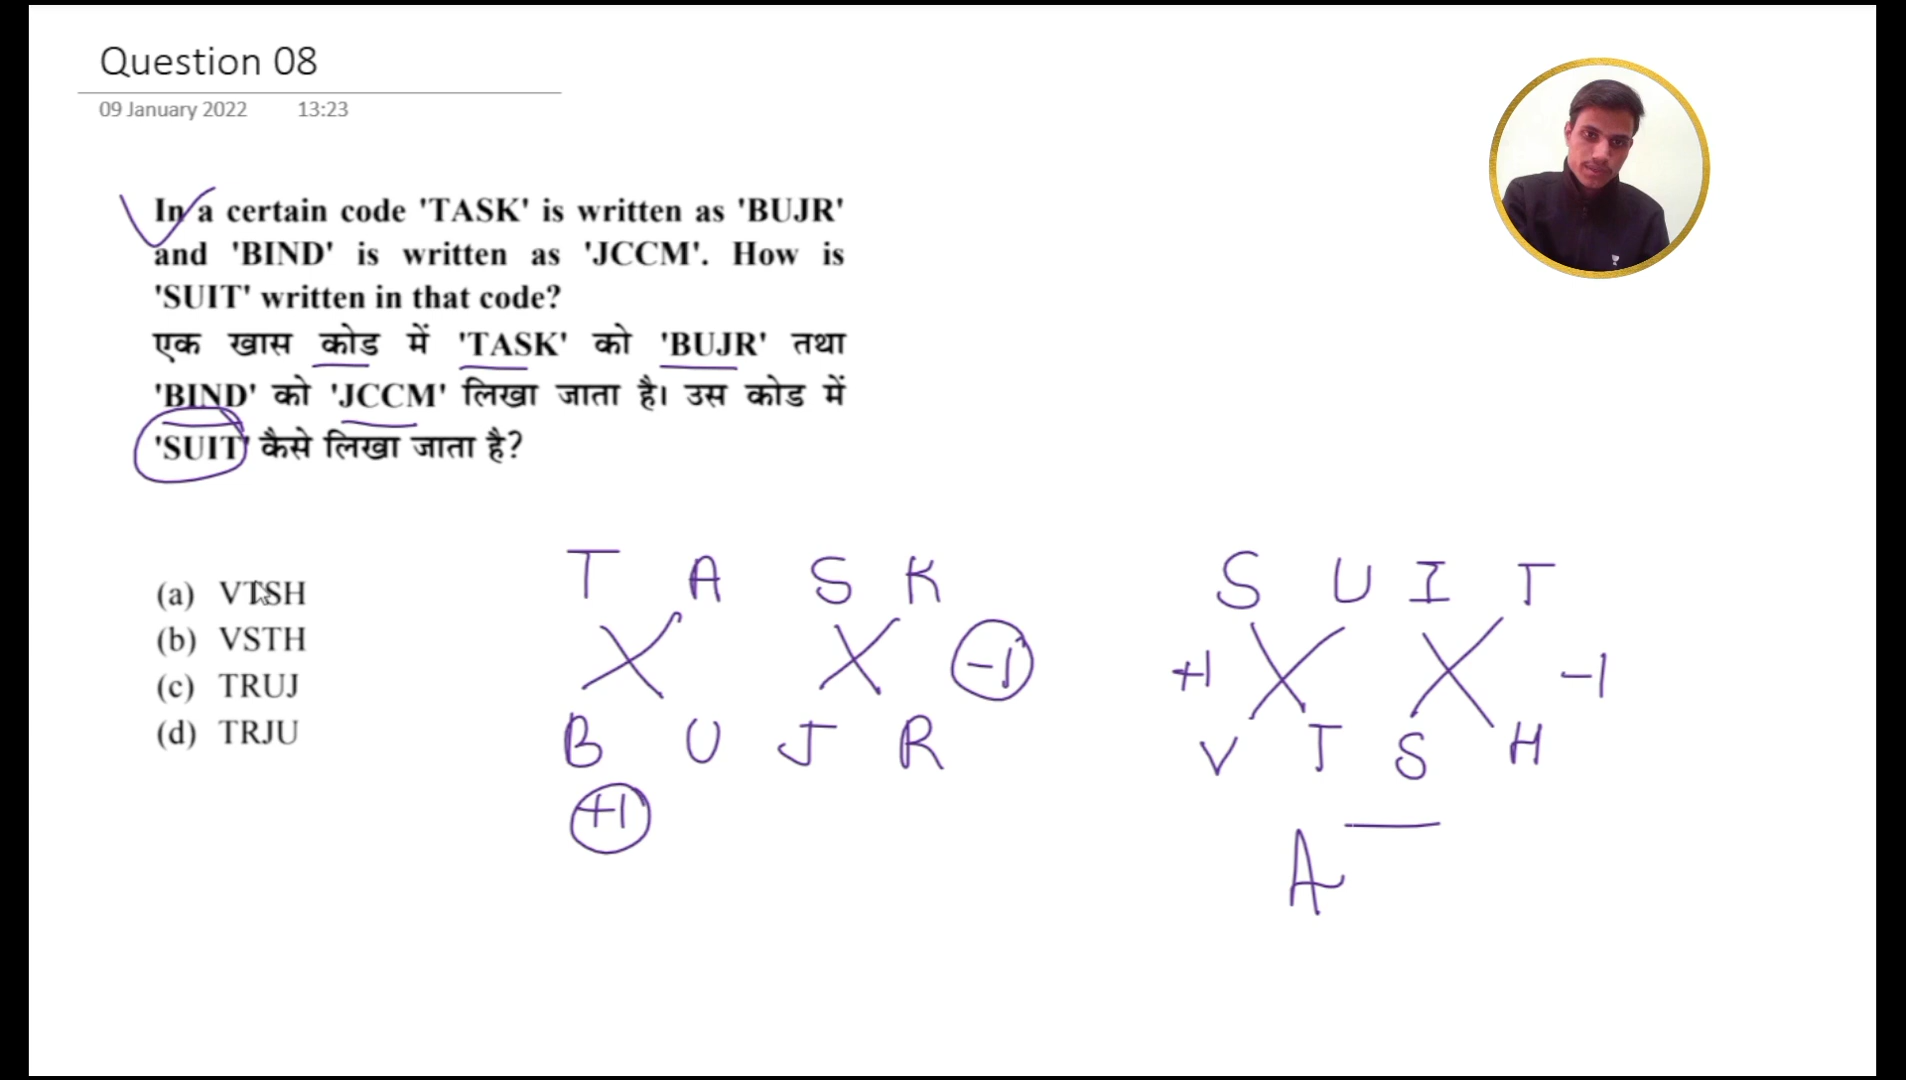 Question 08
09 January 2022 13:23
In a certain code 'TASK' is written as 'BUJR'
and 'BIND' is written as 'JCCM'. How is
'SUIT' written in that code?
एक खास कोड में 'TASK' को 'BUJR' तथा
'BIND' को 'JCCM' लिखा जाता है। उस कोड में
'SUIT' कैसे लिखा जाता है?
(a) VTSH
(b) VSTH
(c) TRUJ
(d) TRJU
T A S K
-1
B U J R
+1
S U I T
+1 -1
V T S H
A